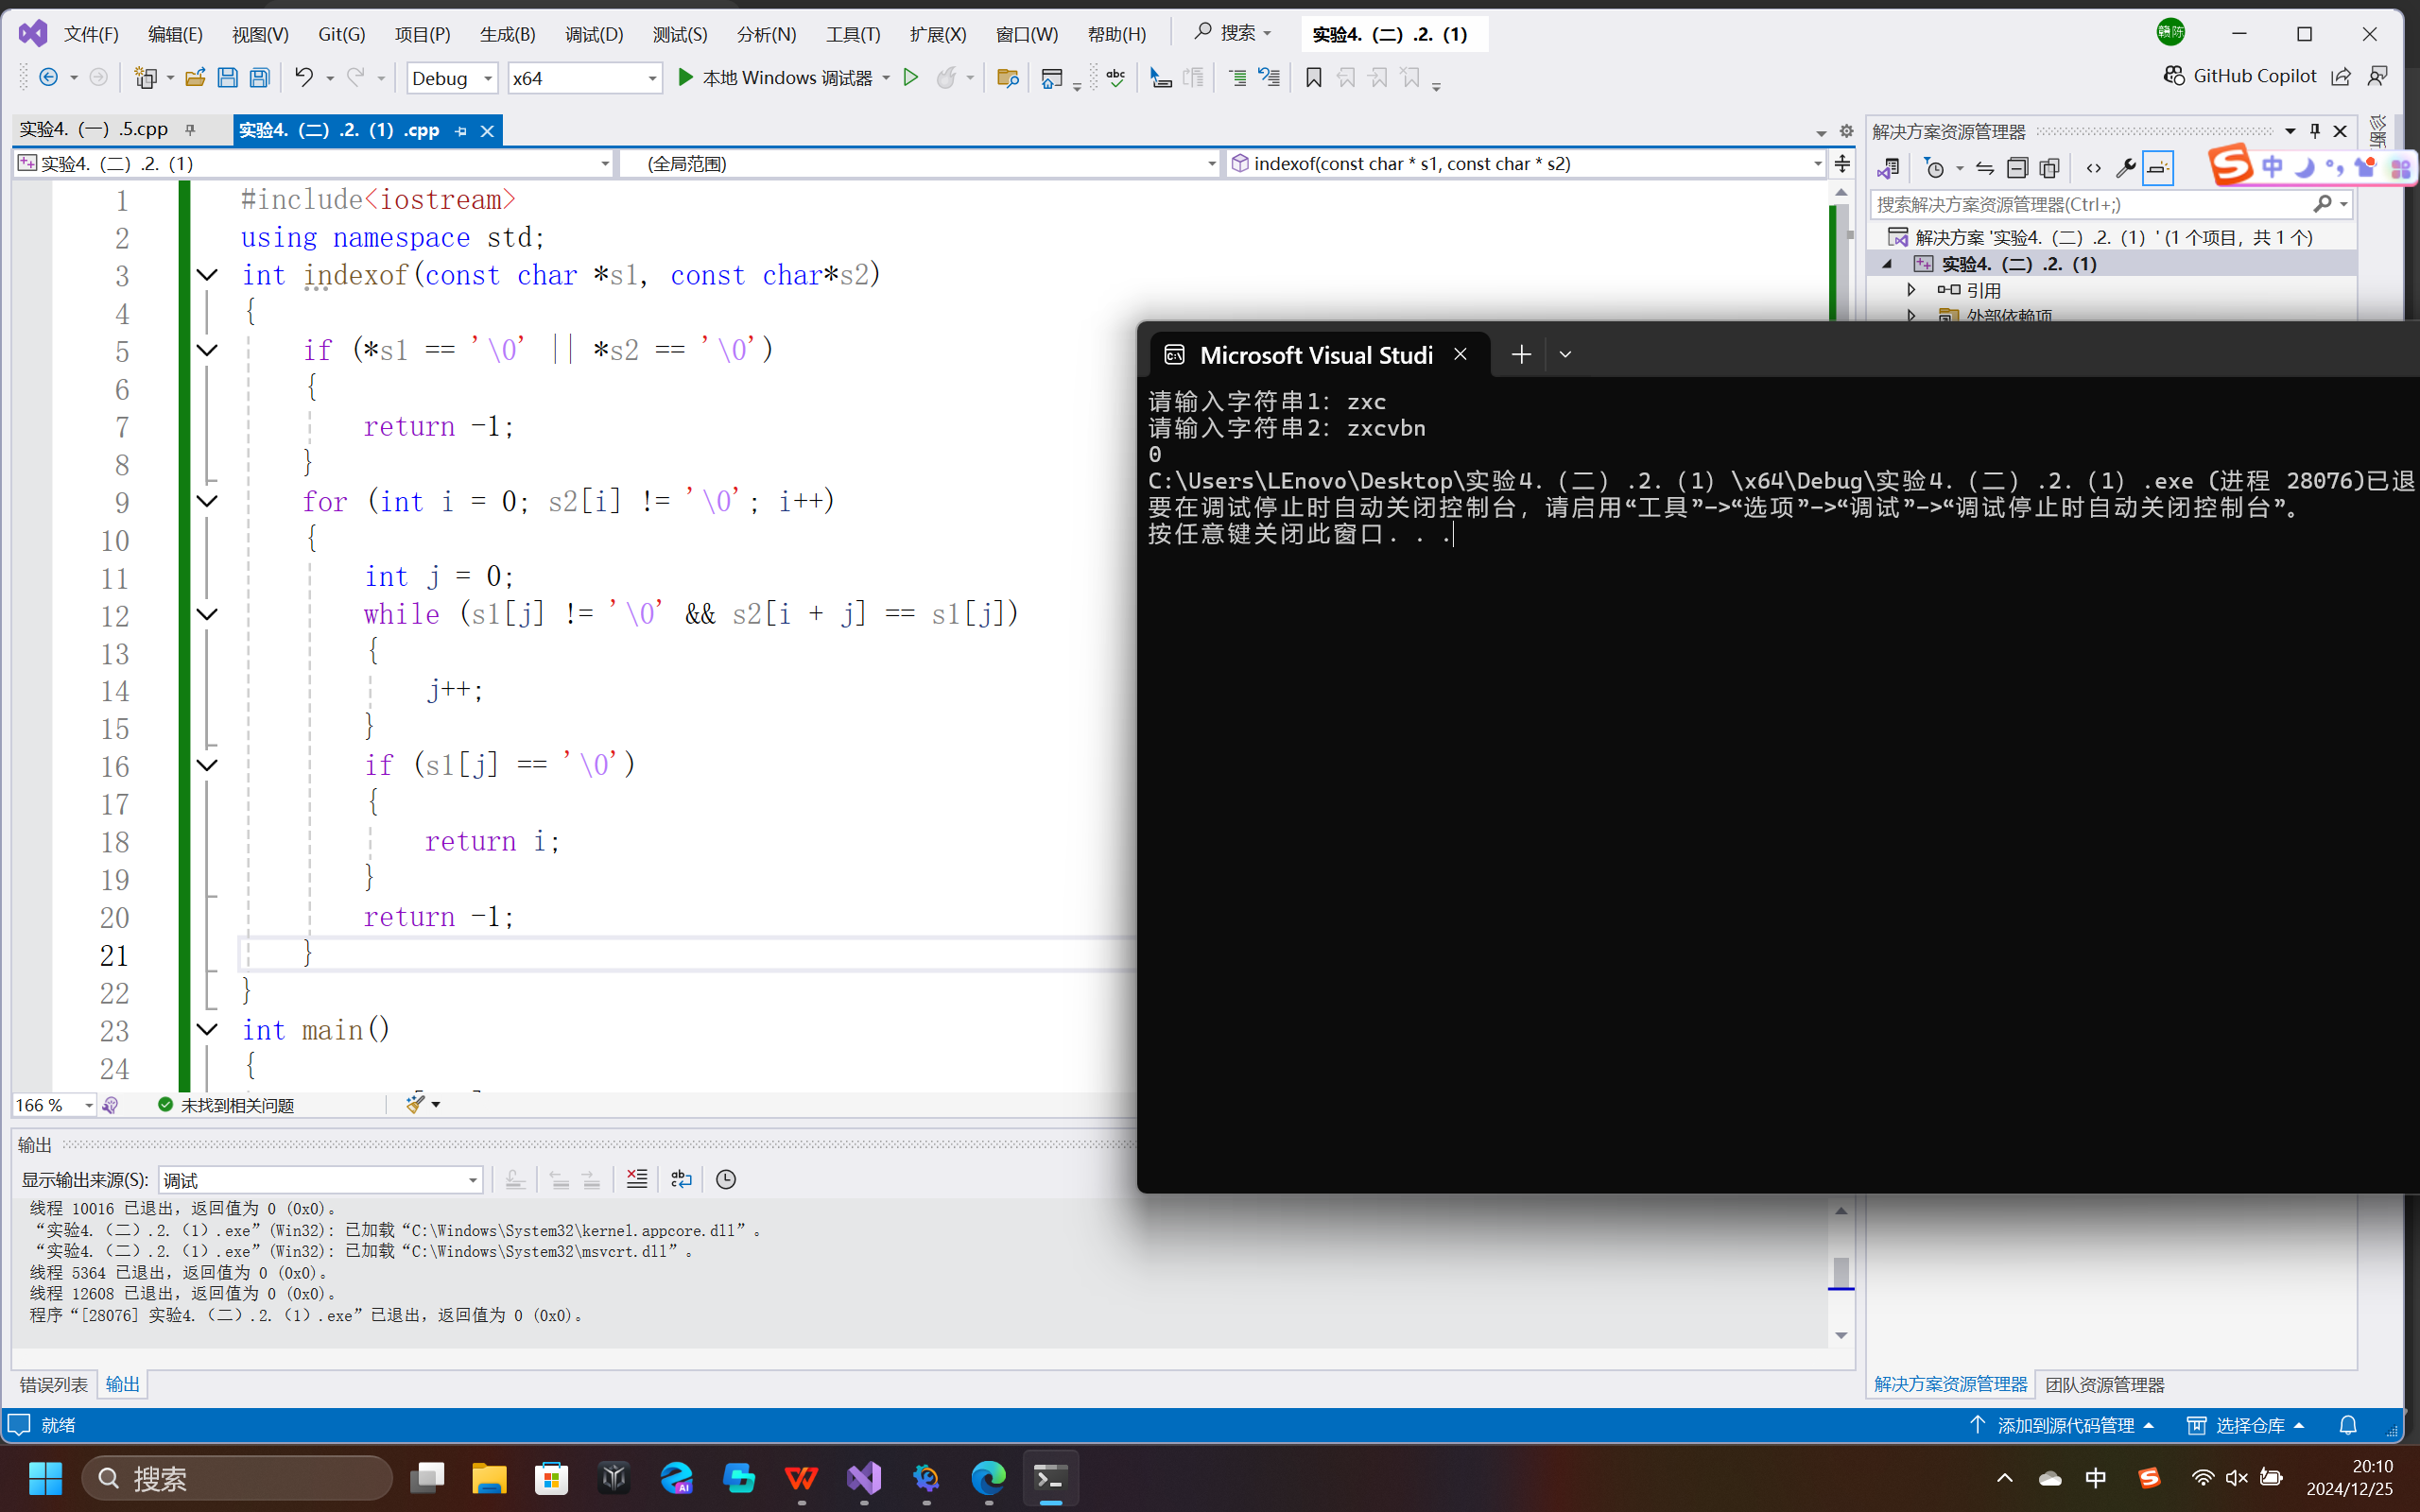 文件(F) 编辑(E) 视图(V) Git(G) 项目(P) 生成(B) 调试(D) 测试(S) 分析(N) 工具(T) 扩展(X) 窗口(W) 帮助(H) 搜索 实验4.（二）.2.（1） 赣陈
Debug x64 本地 Windows 调试器 GitHub Copilot
实验4.（一）.5.cpp 实验4.（二）.2.（1）.cpp
实验4.（二）.2.（1） (全局范围) indexof(const char * s1, const char * s2)
1 #include<iostream>
2 using namespace std;
3 int indexof(const char *s1, const char*s2)
4 {
5 if (*s1 == '\0' || *s2 == '\0')
6 {
7 return -1;
8 }
9 for (int i = 0; s2[i] != '\0'; i++)
10 {
11 int j = 0;
12 while (s1[j] != '\0' && s2[i + j] == s1[j])
13 {
14 j++;
15 }
16 if (s1[j] == '\0')
17 {
18 return i;
19 }
20 return -1;
21 }
22 }
23 int main()
24 {
166 % 未找到相关问题
解决方案资源管理器
诊断
中
搜索解决方案资源管理器(Ctrl+;)
解决方案 '实验4.（二）.2.（1）' (1 个项目，共 1 个)
实验4.（二）.2.（1）
引用
外部依赖项
Microsoft Visual Studi
请输入字符串1：zxc
请输入字符串2：zxcvbn
0
C:\Users\LEnovo\Desktop\实验4.（二）.2.（1）\x64\Debug\实验4.（二）.2.（1）.exe (进程 28076)已退
要在调试停止时自动关闭控制台，请启用“工具”->“选项”->“调试”->“调试停止时自动关闭控制台”。
按任意键关闭此窗口. . .
输出
显示输出来源(S): 调试
线程 10016 已退出，返回值为 0 (0x0)。
“实验4.（二）.2.（1）.exe”(Win32): 已加载“C:\Windows\System32\kernel.appcore.dll”。
“实验4.（二）.2.（1）.exe”(Win32): 已加载“C:\Windows\System32\msvcrt.dll”。
线程 5364 已退出，返回值为 0 (0x0)。
线程 12608 已退出，返回值为 0 (0x0)。
程序“[28076] 实验4.（二）.2.（1）.exe”已退出，返回值为 0 (0x0)。
错误列表 输出
解决方案资源管理器 团队资源管理器
就绪 添加到源代码管理 选择仓库
搜索 中 20:10
2024/12/25